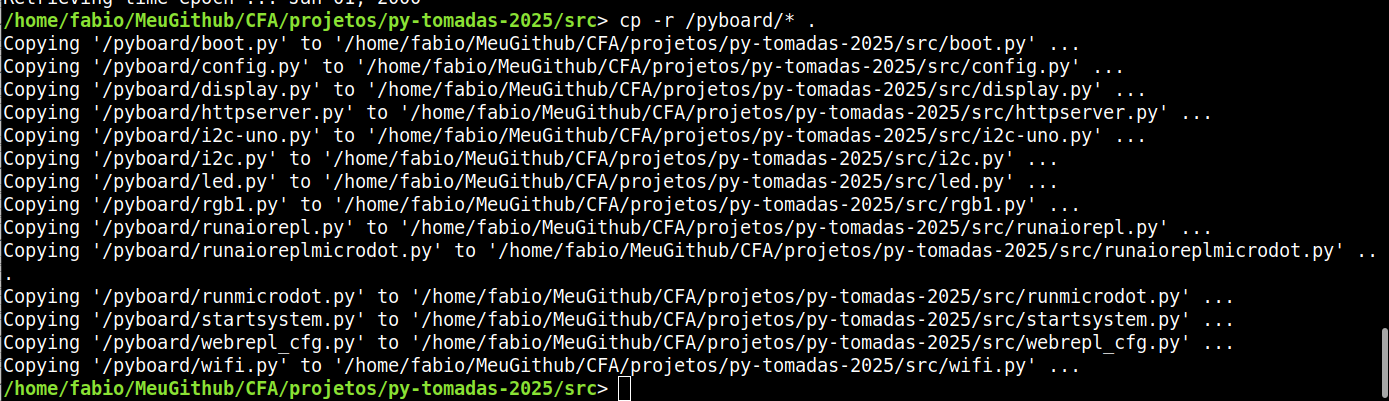 Retrieving time epoch ... Jan 01, 2000
/home/fabio/MeuGithub/CFA/projetos/py-tomadas-2025/src> cp -r /pyboard/* .
Copying '/pyboard/boot.py' to '/home/fabio/MeuGithub/CFA/projetos/py-tomadas-2025/src/boot.py' ...
Copying '/pyboard/config.py' to '/home/fabio/MeuGithub/CFA/projetos/py-tomadas-2025/src/config.py' ...
Copying '/pyboard/display.py' to '/home/fabio/MeuGithub/CFA/projetos/py-tomadas-2025/src/display.py' ...
Copying '/pyboard/httpserver.py' to '/home/fabio/MeuGithub/CFA/projetos/py-tomadas-2025/src/httpserver.py' ...
Copying '/pyboard/i2c-uno.py' to '/home/fabio/MeuGithub/CFA/projetos/py-tomadas-2025/src/i2c-uno.py' ...
Copying '/pyboard/i2c.py' to '/home/fabio/MeuGithub/CFA/projetos/py-tomadas-2025/src/i2c.py' ...
Copying '/pyboard/led.py' to '/home/fabio/MeuGithub/CFA/projetos/py-tomadas-2025/src/led.py' ...
Copying '/pyboard/rgb1.py' to '/home/fabio/MeuGithub/CFA/projetos/py-tomadas-2025/src/rgb1.py' ...
Copying '/pyboard/runaiorepl.py' to '/home/fabio/MeuGithub/CFA/projetos/py-tomadas-2025/src/runaiorepl.py' ...
Copying '/pyboard/runaioreplmicrodot.py' to '/home/fabio/MeuGithub/CFA/projetos/py-tomadas-2025/src/runaioreplmicrodot.py' ..
.
Copying '/pyboard/runmicrodot.py' to '/home/fabio/MeuGithub/CFA/projetos/py-tomadas-2025/src/runmicrodot.py' ...
Copying '/pyboard/startsystem.py' to '/home/fabio/MeuGithub/CFA/projetos/py-tomadas-2025/src/startsystem.py' ...
Copying '/pyboard/webrepl_cfg.py' to '/home/fabio/MeuGithub/CFA/projetos/py-tomadas-2025/src/webrepl_cfg.py' ...
Copying '/pyboard/wifi.py' to '/home/fabio/MeuGithub/CFA/projetos/py-tomadas-2025/src/wifi.py' ...
/home/fabio/MeuGithub/CFA/projetos/py-tomadas-2025/src>